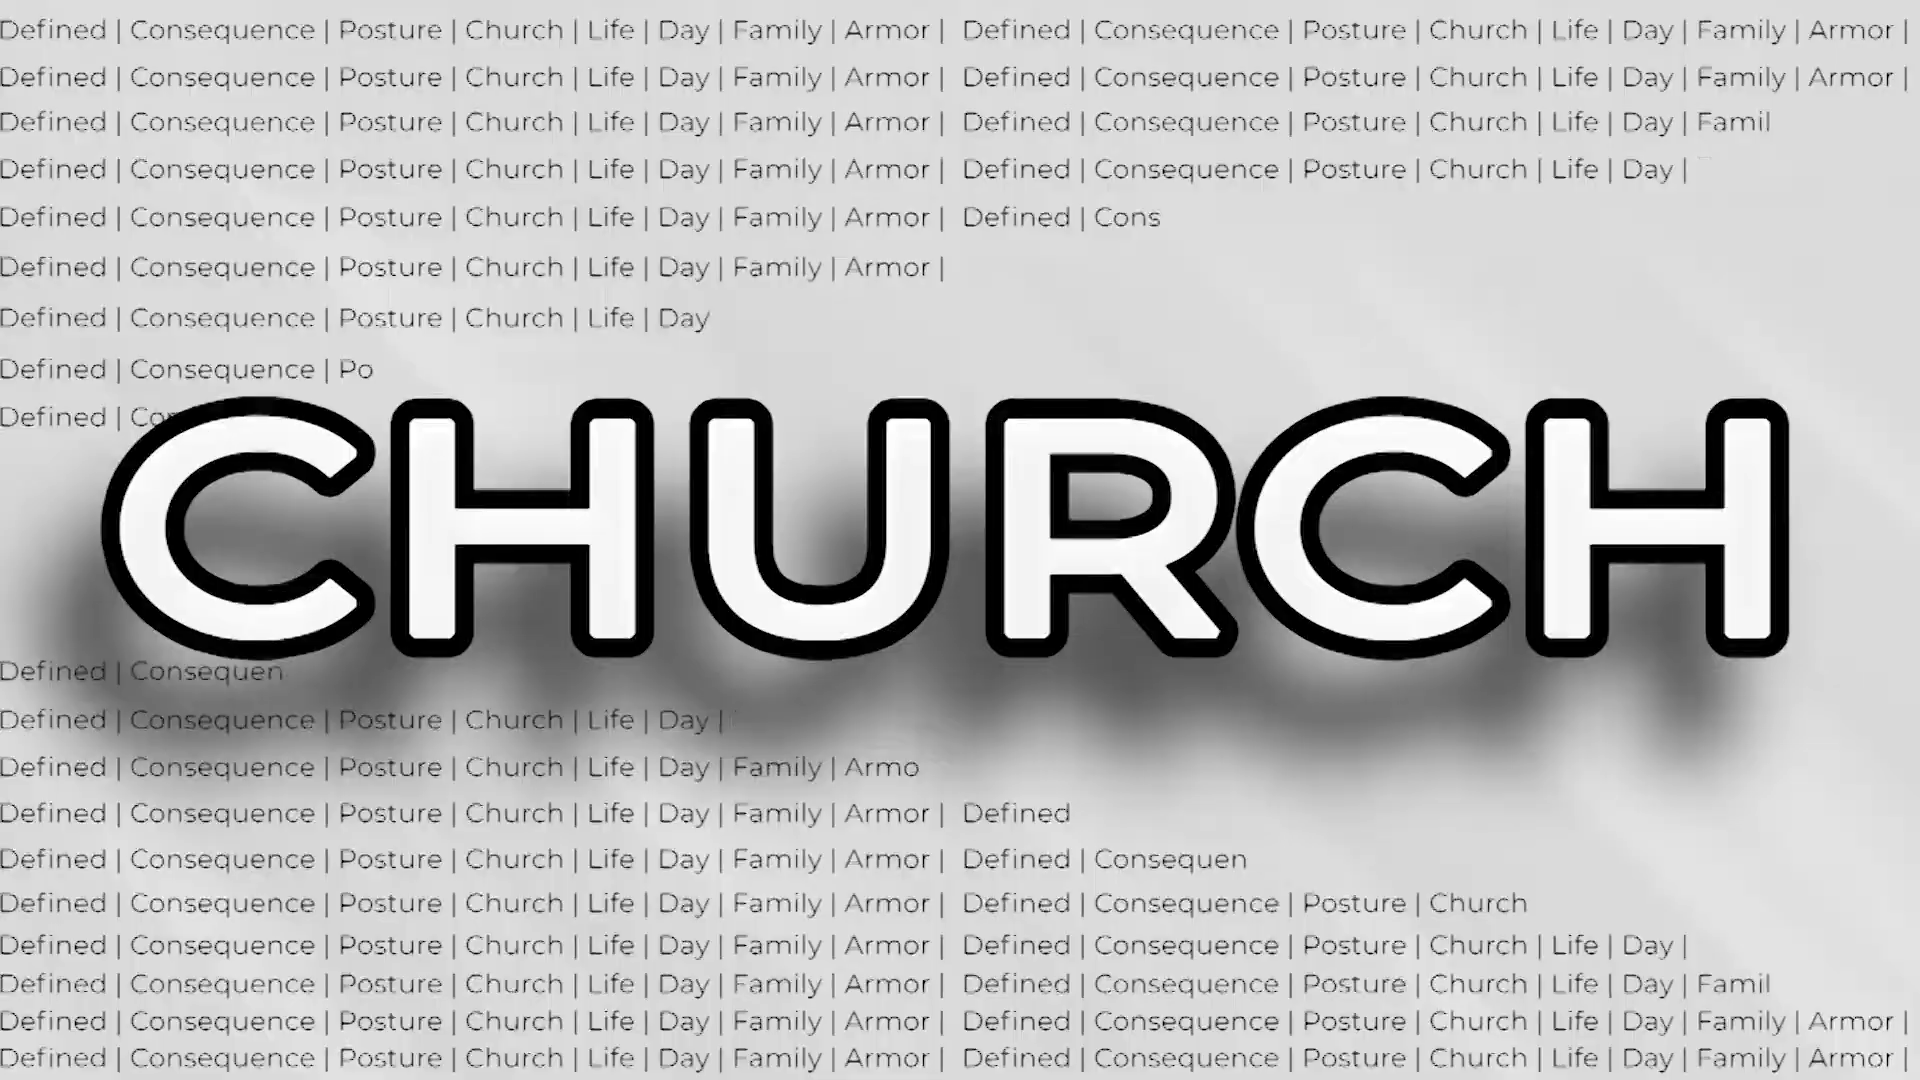 Defined | Consequence | Posture | Church | Life | Day | Family | Armor | Defined | Consequence | Posture | Church | Life | Day | Family | Armor |
Defined | Consequence | Posture | Church | Life | Day | Family | Armor | Defined | Consequence | Posture | Church | Life | Day | Family | Armor |
Defined | Consequence | Posture | Church | Life | Day | Family | Armor | Defined | Consequence | Posture | Church | Life | Day | Famil
Defined | Consequence | Posture | Church | Life | Day | Family | Armor | Defined | Consequence | Posture | Church | Life | Day |
Defined | Consequence | Posture | Church | Life | Day | Family | Armor | Defined | Cons
Defined | Consequence | Posture | Church | Life | Day | Family | Armor |
Defined | Consequence | Posture | Church | Life | Day
Defined | Consequence | Po
Defined | Co
CHURCH
Defined | Consequen
Defined | Consequence | Posture | Church | Life | Day |
Defined | Consequence | Posture | Church | Life | Day | Family | Armo
Defined | Consequence | Posture | Church | Life | Day | Family | Armor | Defined
Defined | Consequence | Posture | Church | Life | Day | Family | Armor | Defined | Consequen
Defined | Consequence | Posture | Church | Life | Day | Family | Armor | Defined | Consequence | Posture | Church
Defined | Consequence | Posture | Church | Life | Day | Family | Armor | Defined | Consequence | Posture | Church | Life | Day |
Defined | Consequence | Posture | Church | Life | Day | Family | Armor | Defined | Consequence | Posture | Church | Life | Day | Famil
Defined | Consequence | Posture | Church | Life | Day | Family | Armor | Defined | Consequence | Posture | Church | Life | Day | Family | Armor |
Defined | Consequence | Posture | Church | Life | Day | Family | Armor | Defined | Consequence | Posture | Church | Life | Day | Family | Armor |